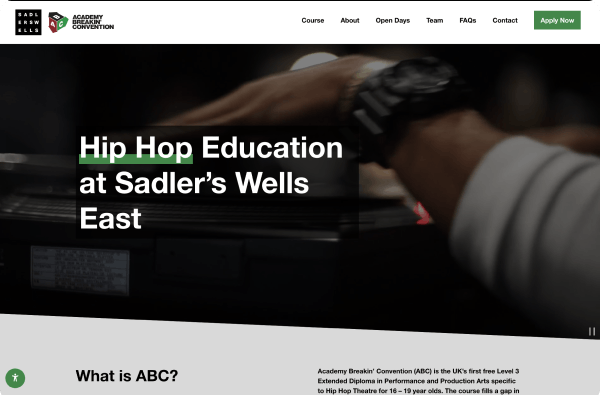 SADL
ERSW
ELLS
ABC
ACADEMY
BREAKIN'
CONVENTION
Course
About
Open Days
Team
FAQs
Contact
Apply Now
Hip Hop Education
at Sadler's Wells
East
What is ABC?
Academy Breakin' Convention (ABC) is the UK's first free Level 3
Extended Diploma in Performance and Production Arts specific
to Hip Hop Theatre for 16 – 19 year olds. The course fills a gap in